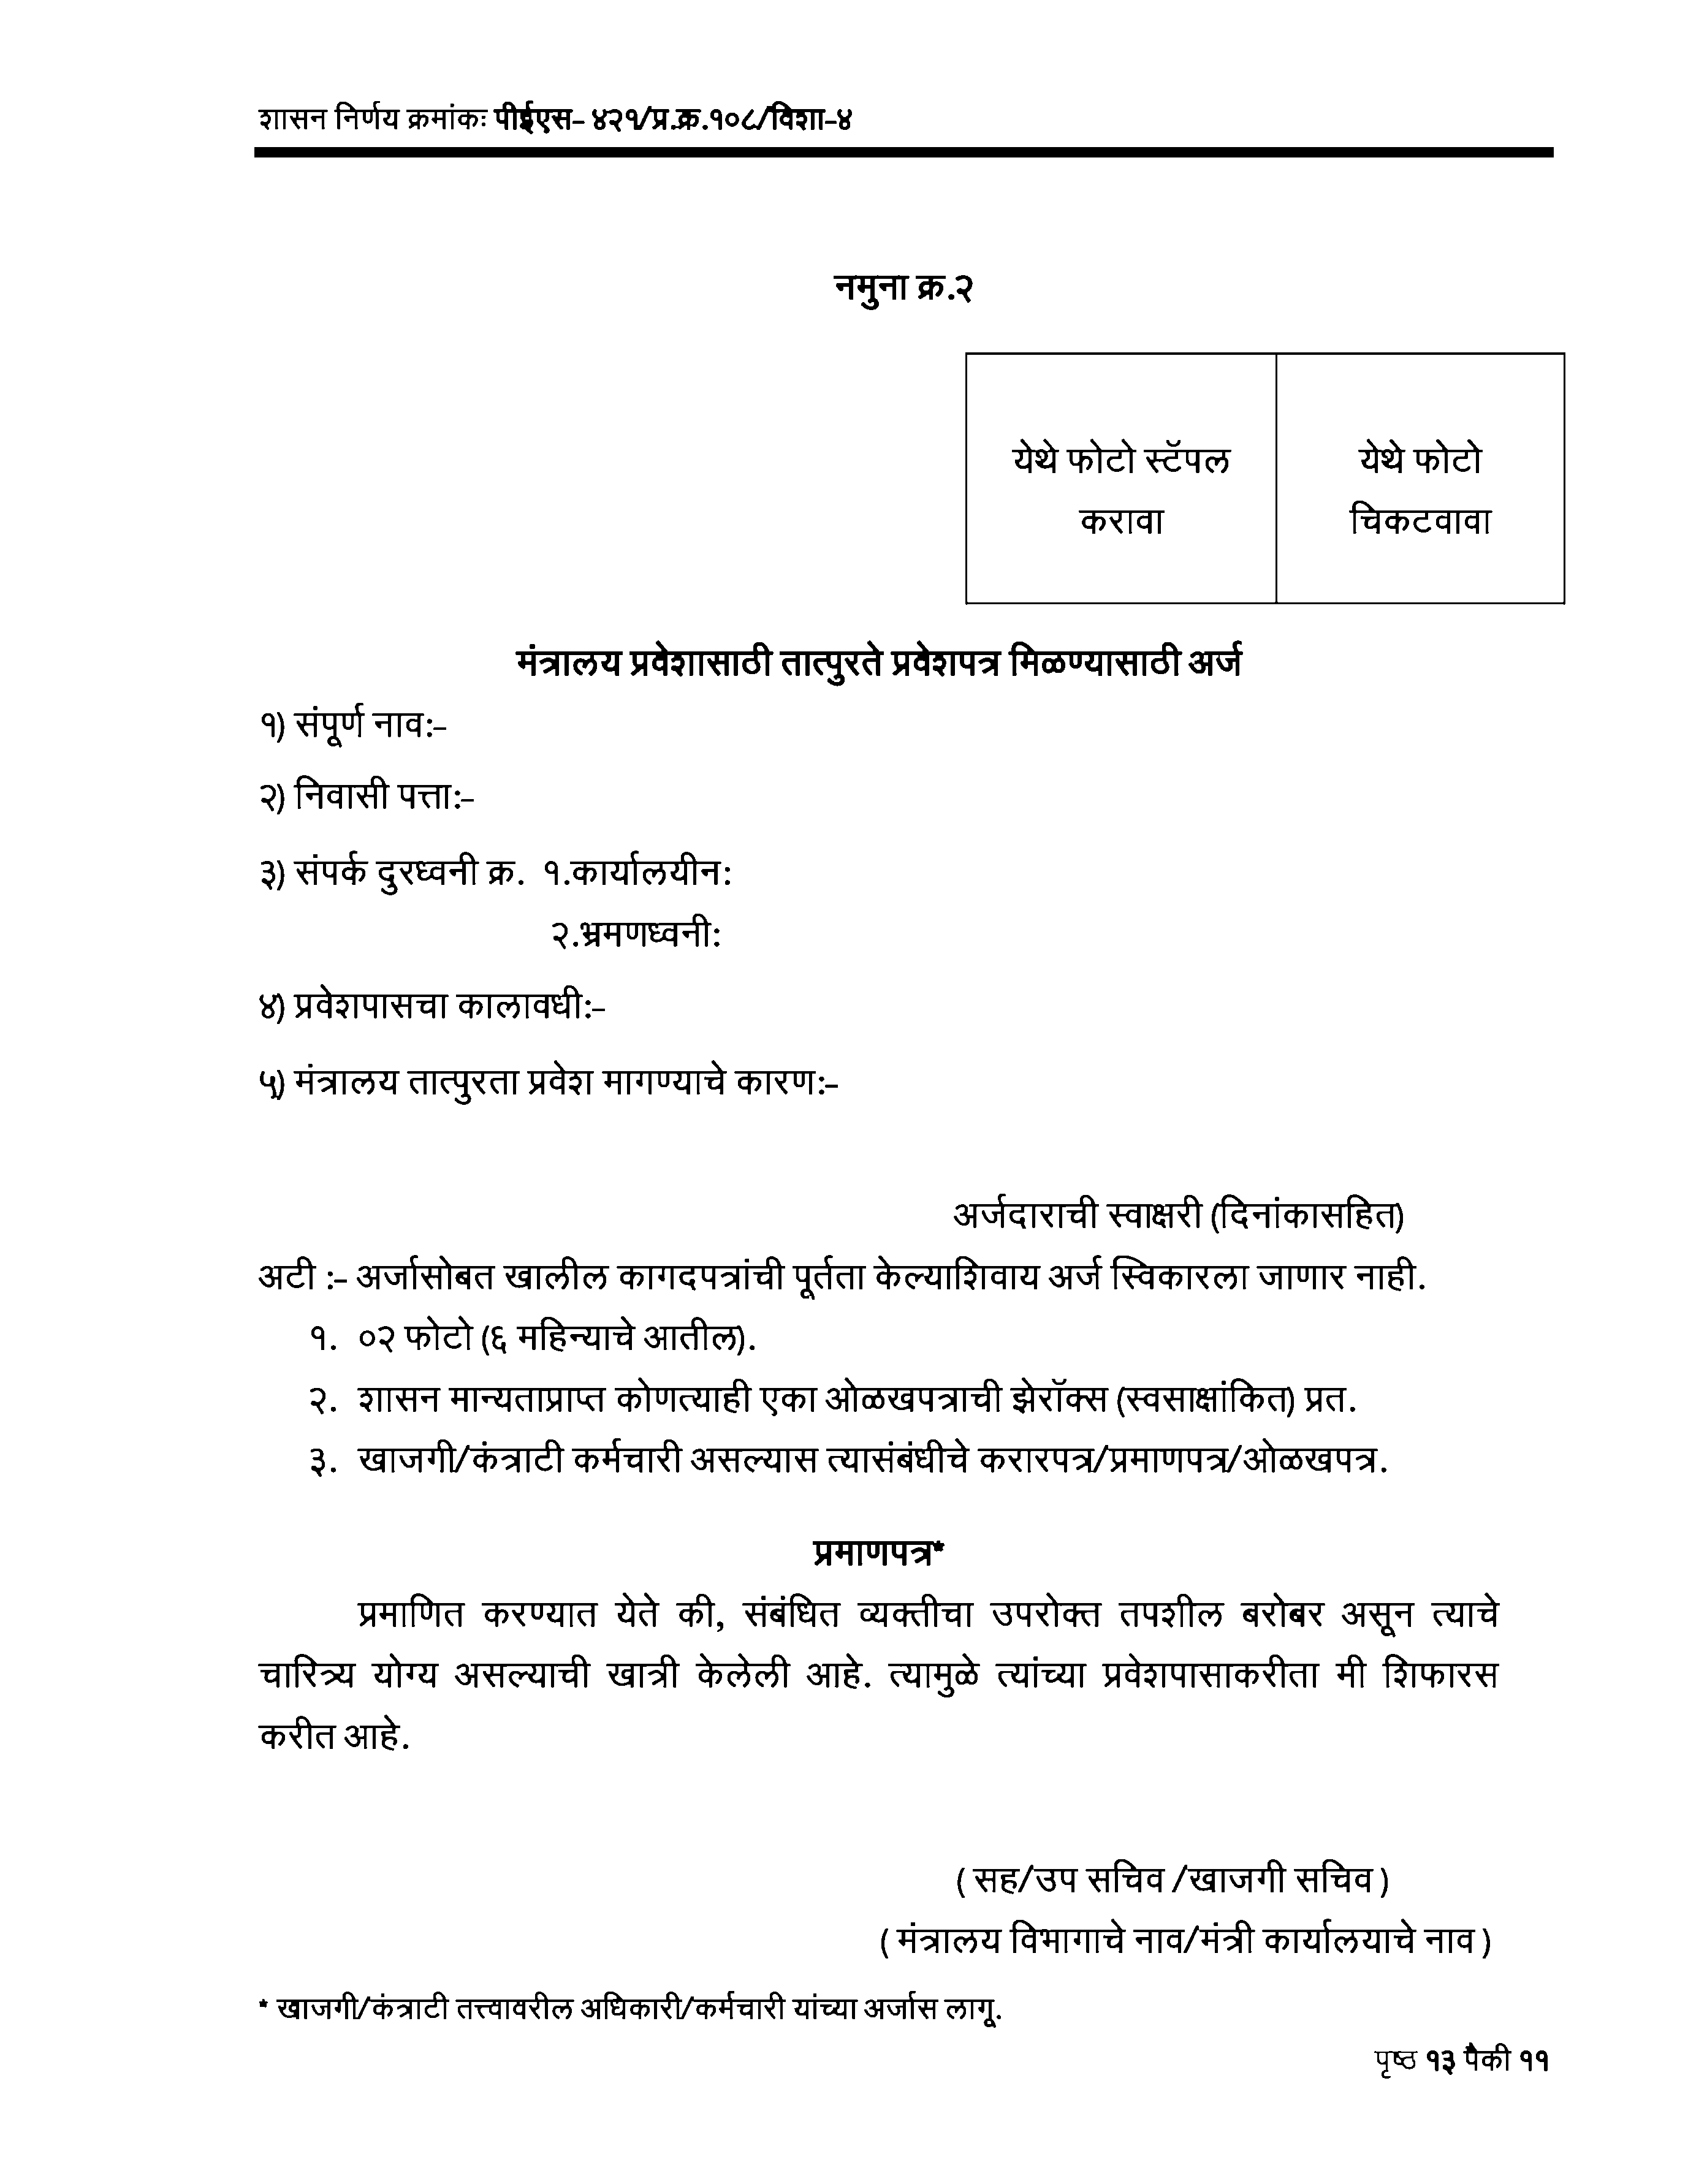 शासन निर्णय क्रमांकः पीईएस- ४२१/प्र.क्र.१०८/विशा-४
नमुना क्र.२
येथे फोटो स्टॅपल
करावा
येथे फोटो
चिकटवावा
मंत्रालय प्रवेशासाठी तात्पुरते प्रवेशपत्र मिळण्यासाठी अर्ज
१) संपूर्ण नाव:-
२) निवासी पत्ता:-
३) संपर्क दुरध्वनी क्र. १.कार्यालयीन:
२.भ्रमणध्वनी:
४) प्रवेशपासचा कालावधी:-
५) मंत्रालय तात्पुरता प्रवेश मागण्याचे कारण:-
अर्जदाराची स्वाक्षरी (दिनांकासहित)
अटी :- अर्जासोबत खालील कागदपत्रांची पूर्तता केल्याशिवाय अर्ज स्विकारला जाणार नाही.
१. ०२ फोटो (६ महिन्याचे आतील).
२. शासन मान्यताप्राप्त कोणत्याही एका ओळखपत्राची झेरॉक्स (स्वसाक्षांकित) प्रत.
३. खाजगी/कंत्राटी कर्मचारी असल्यास त्यासंबंधीचे करारपत्र/प्रमाणपत्र/ओळखपत्र.
प्रमाणपत्र*
प्रमाणित करण्यात येते की, संबंधित व्यक्तीचा उपरोक्त तपशील बरोबर असून त्याचे
चारित्र्य योग्य असल्याची खात्री केलेली आहे. त्यामुळे त्यांच्या प्रवेशपासाकरीता मी शिफारस
करीत आहे.
( सह/उप सचिव /खाजगी सचिव )
( मंत्रालय विभागाचे नाव/मंत्री कार्यालयाचे नाव )
* खाजगी/कंत्राटी तत्त्वावरील अधिकारी/कर्मचारी यांच्या अर्जास लागू.
पृष्ठ १३ पैकी ११